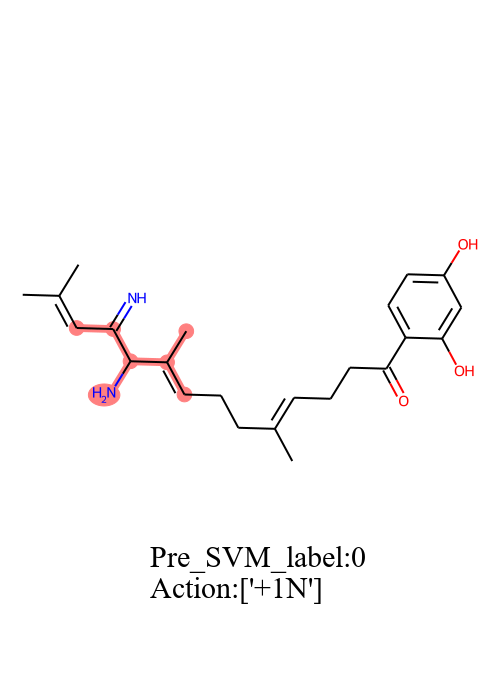 OH
NH
H2N
OH
O
Pre_SVM_label:0
Action:['+1N']